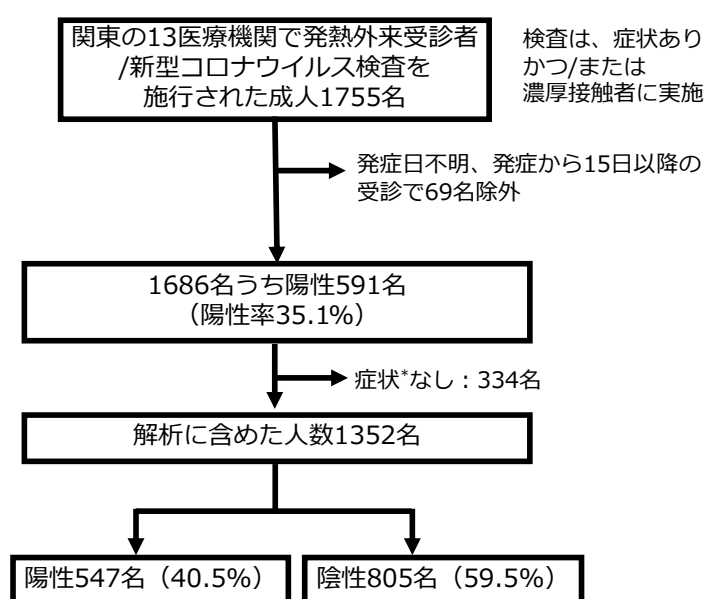 関東の13医療機関で発熱外来受診者
/新型コロナウイルス検査を
施行された成人1755名
検査は、症状あり
かつ/または
濃厚接触者に実施
発症日不明、発症から15日以降の
受診で69名除外
1686名うち陽性591名
（陽性率35.1%）
症状*なし：334名
解析に含めた人数1352名
陽性547名（40.5%）
陰性805名（59.5%）